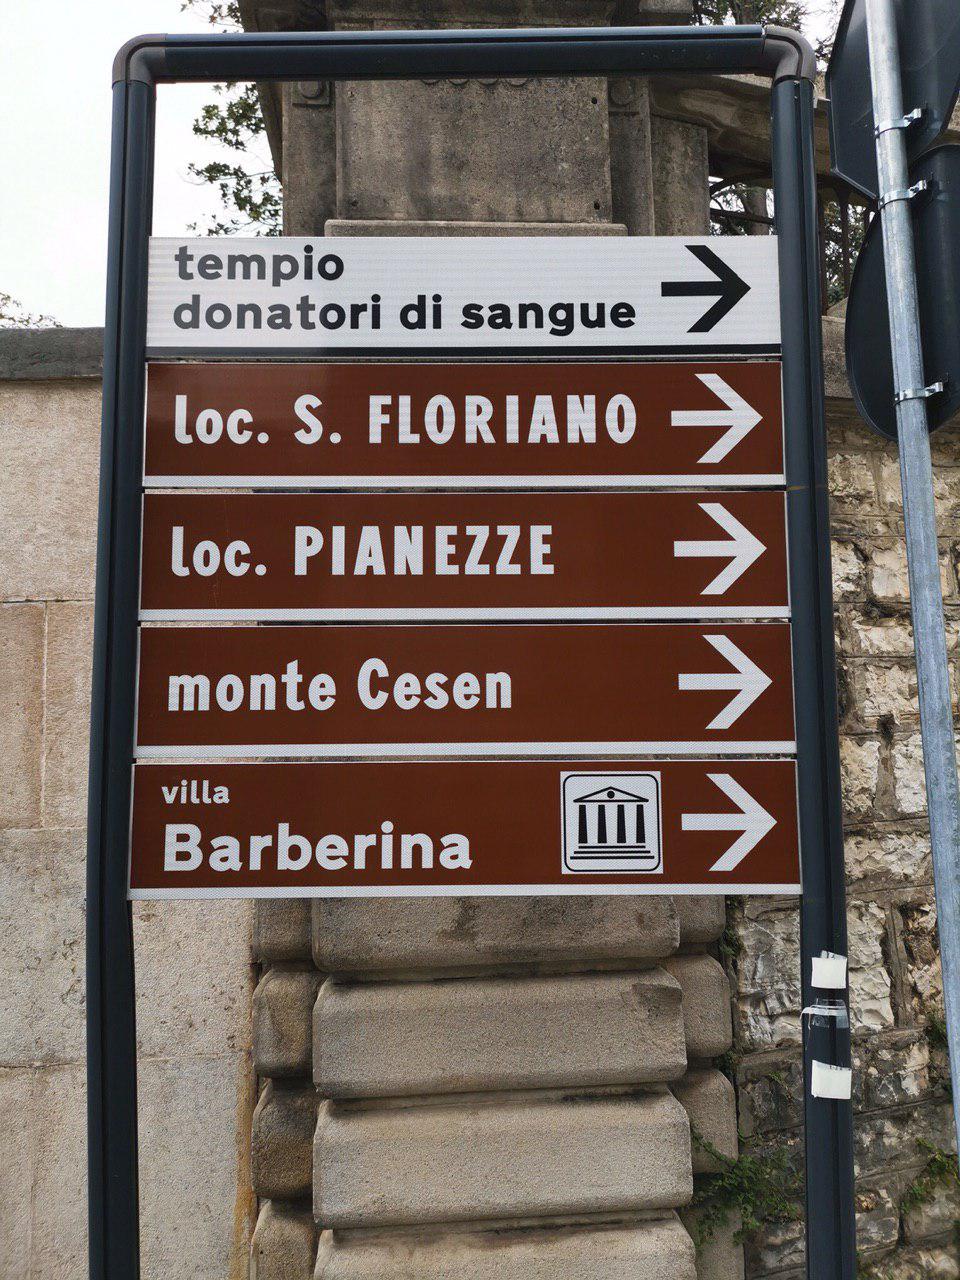 tempio
donatori di sangue
loc. S. FLORIANO
loc. PIANEZZE
monte Cesen
villa
Barberina